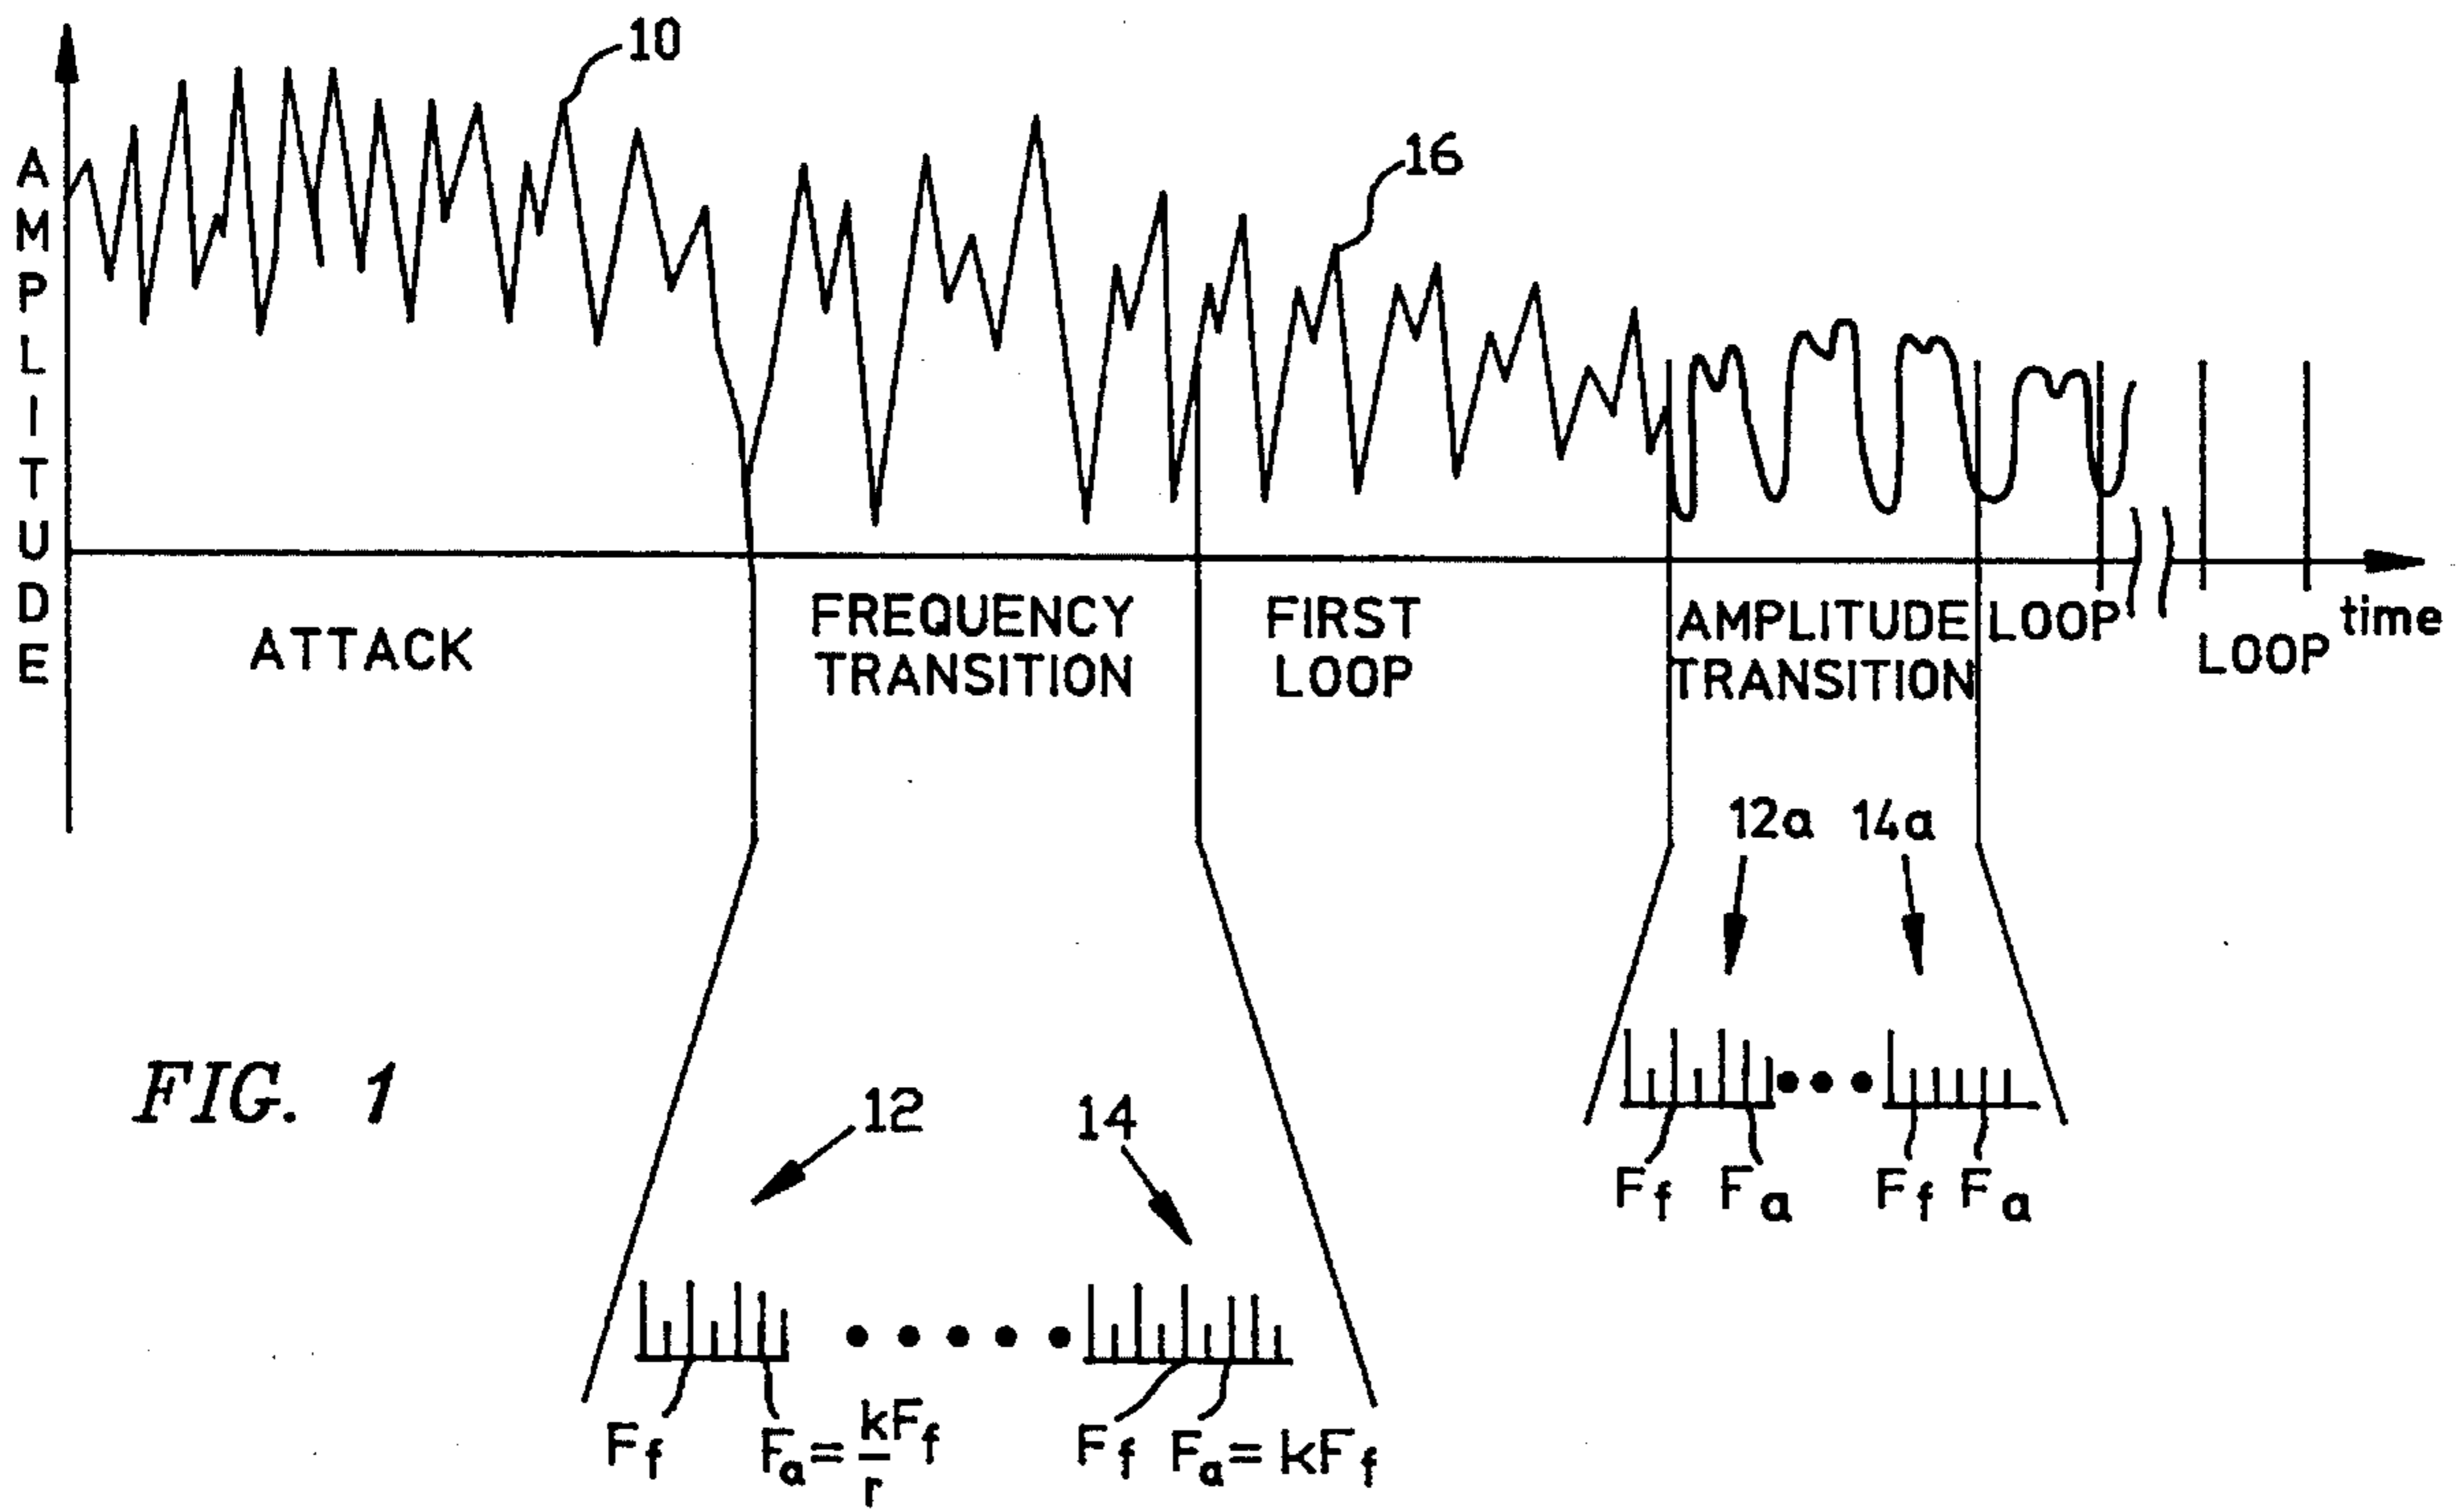 10
16
AMPLITUDE
ATTACK
FREQUENCY
TRANSITION
FIRST
LOOP
AMPLITUDE
TRANSITION
LOOP
LOOP
time
12a 14a
FIG. 1
12
14
Ff Fa Ff Fa
Ff Fa = kFf/r Ff Fa = kFf